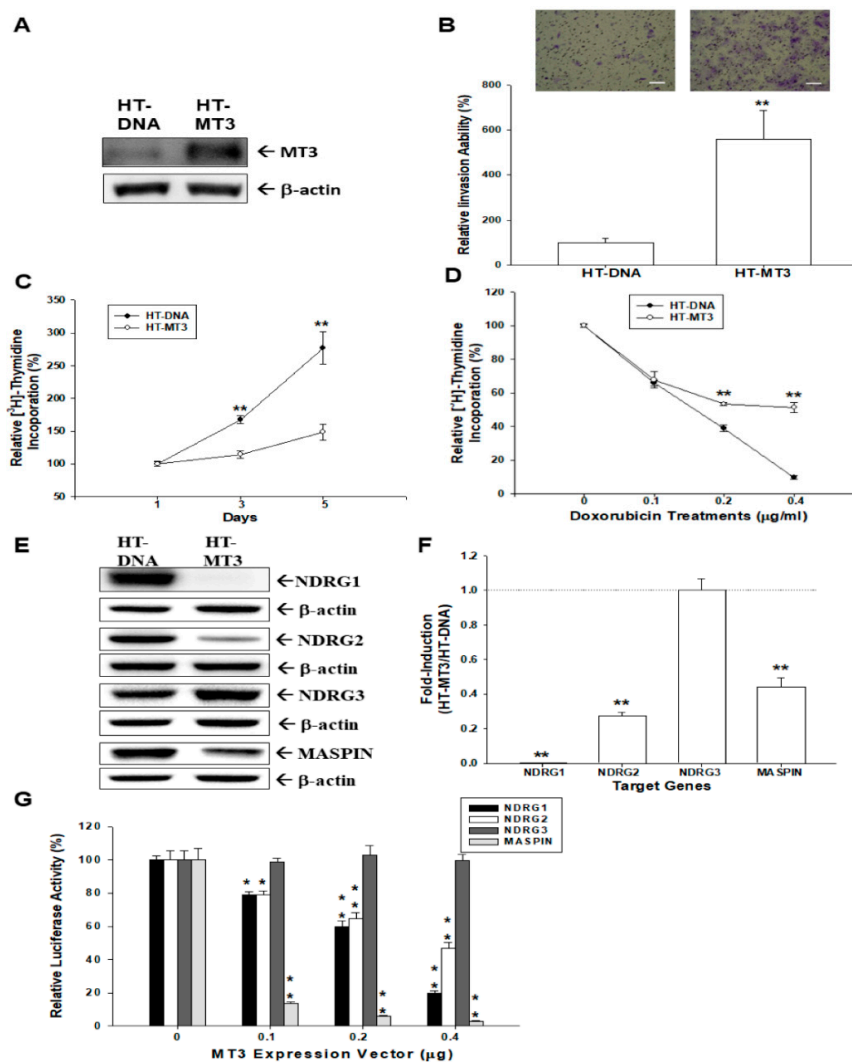 A
HT-
DNA
HT-
MT3
← MT3
← β-actin
B
Relative Iinvasion Aability (%)
800
600
400
200
0
**
HT-DNA
HT-MT3
C
Relative [³H]-Thymidine
Incoporation (%)
350
300
250
200
150
100
50
HT-DNA
HT-MT3
**
**
1
3
5
Days
D
Relative [³H]-Thymidine
Incoporation (%)
120
100
80
60
40
20
0
HT-DNA
HT-MT3
**
**
0
0.1
0.2
0.4
Doxorubicin Treatments (μg/ml)
E
HT-
DNA
HT-
MT3
←NDRG1
← β-actin
←NDRG2
← β-actin
←NDRG3
← β-actin
←MASPIN
← β-actin
F
Fold-Induction
(HT-MT3/HT-DNA)
1.2
1.0
0.8
0.6
0.4
0.2
0.0
**
**
**
NDRG1
NDRG2
NDRG3
MASPIN
Target Genes
G
NDRG1
NDRG2
NDRG3
MASPIN
Relative Luciferase Activity (%)
120
100
80
60
40
20
0
* *
**
** **
**
** **
**
0
0.1
0.2
0.4
MT3 Expression Vector (μg)